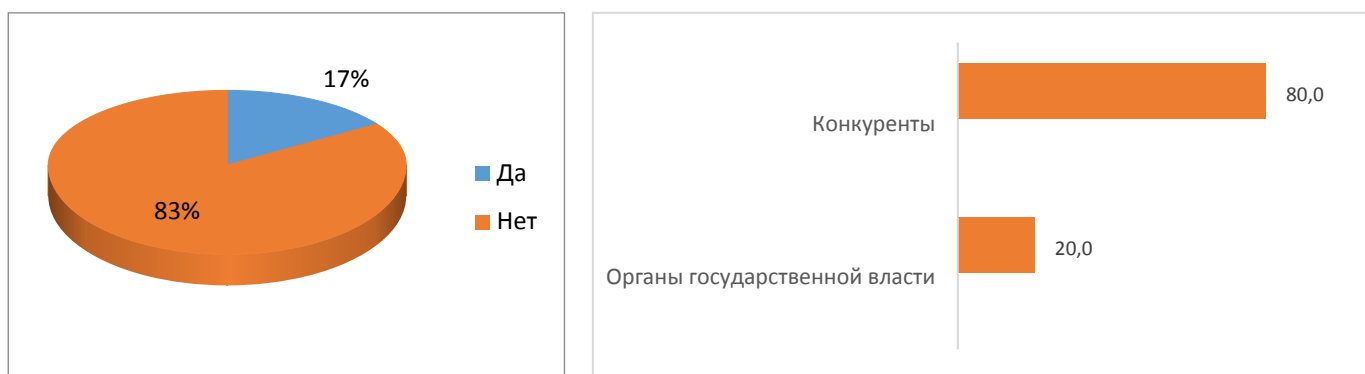 17%
83%
Да
Нет
Конкуренты
80,0
Органы государственной власти
20,0